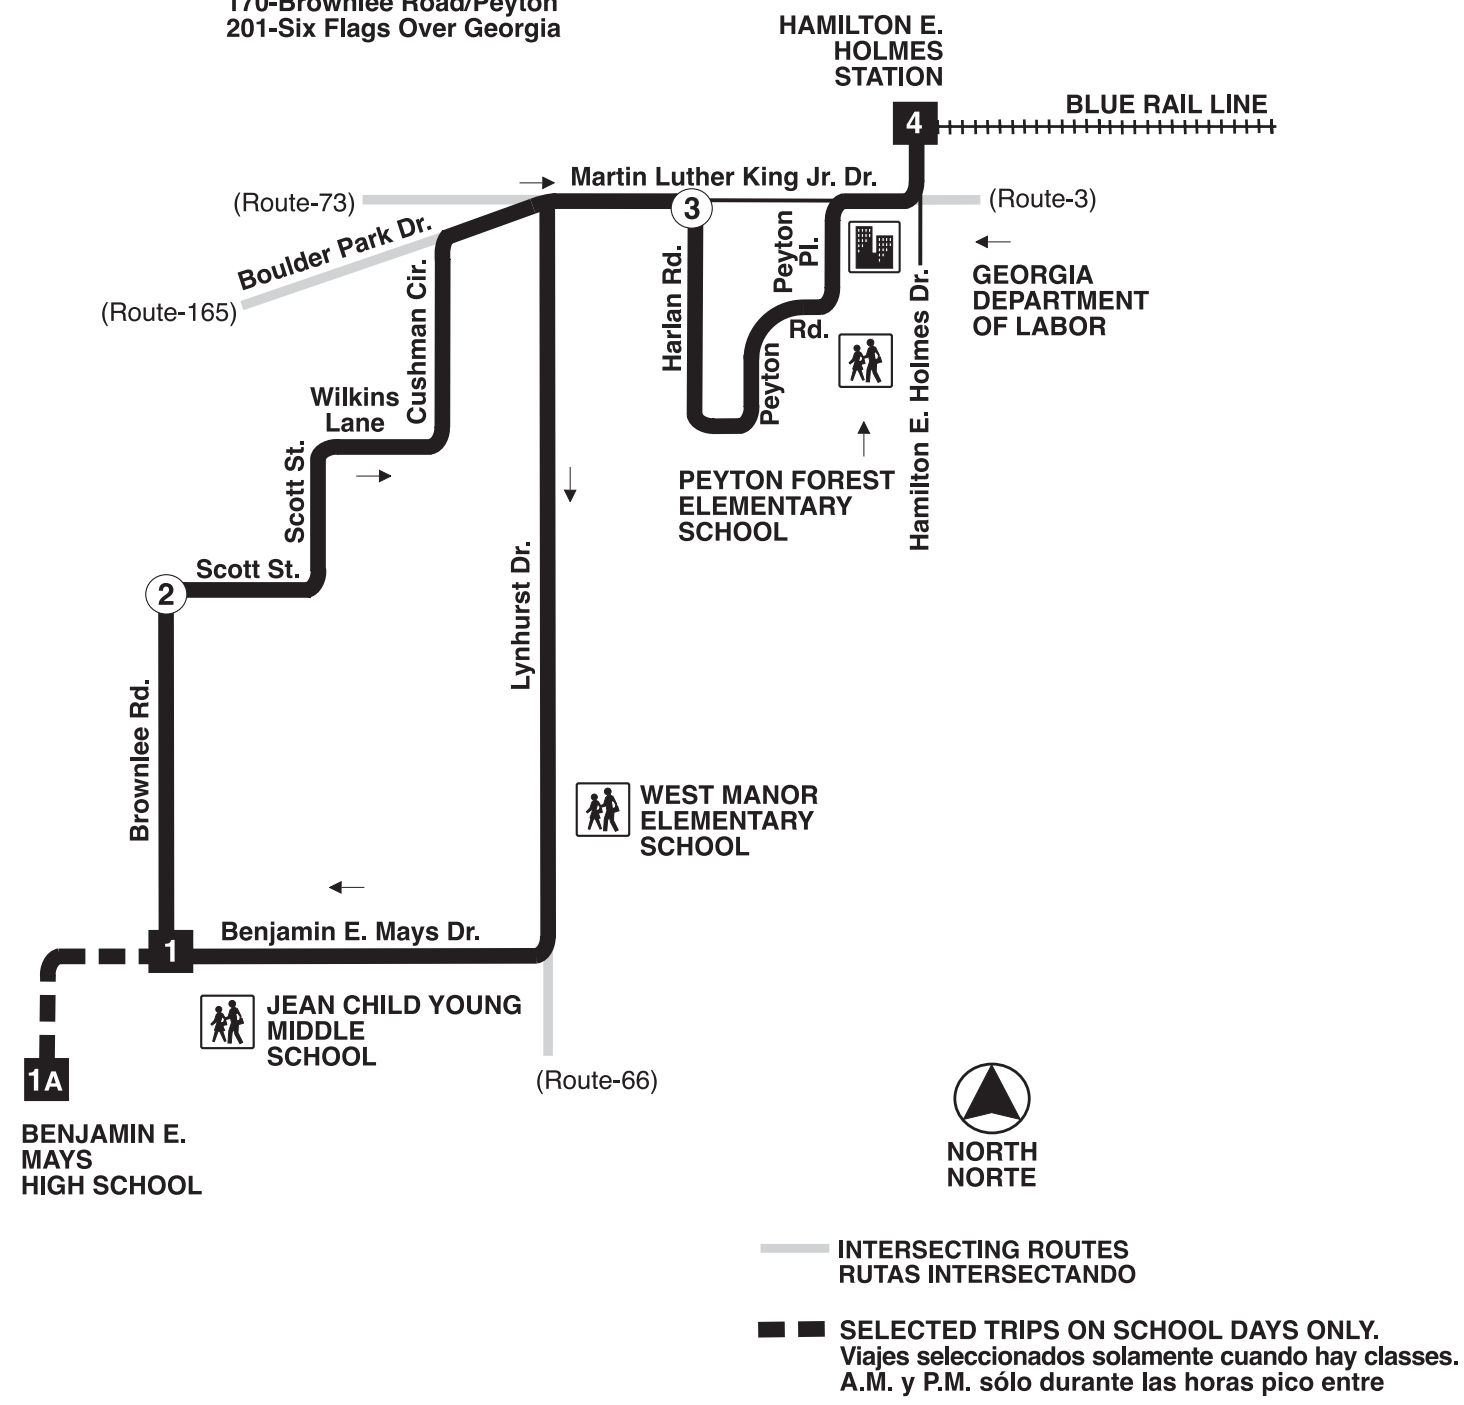 170-Brownlee Road/Peyton
201-Six Flags Over Georgia
HAMILTON E.
HOLMES
STATION
4
BLUE RAIL LINE
Martin Luther King Jr. Dr.
(Route-73)
3
(Route-3)
Boulder Park Dr.
(Route-165)
Cushman Cir.
Harlan Rd.
Peyton
Pl.
Peyton
Rd.
Hamilton E. Holmes Dr.
GEORGIA
DEPARTMENT
OF LABOR
Wilkins
Lane
Scott St.
PEYTON FOREST
ELEMENTARY
SCHOOL
Scott St.
2
Lynhurst Dr.
Brownlee Rd.
WEST MANOR
ELEMENTARY
SCHOOL
Benjamin E. Mays Dr.
1
JEAN CHILD YOUNG
MIDDLE
SCHOOL
1A
(Route-66)
BENJAMIN E.
MAYS
HIGH SCHOOL
NORTH
NORTE
INTERSECTING ROUTES
RUTAS INTERSECTANDO
SELECTED TRIPS ON SCHOOL DAYS ONLY.
Viajes seleccionados solamente cuando hay classes.
A.M. y P.M. sólo durante las horas pico entre